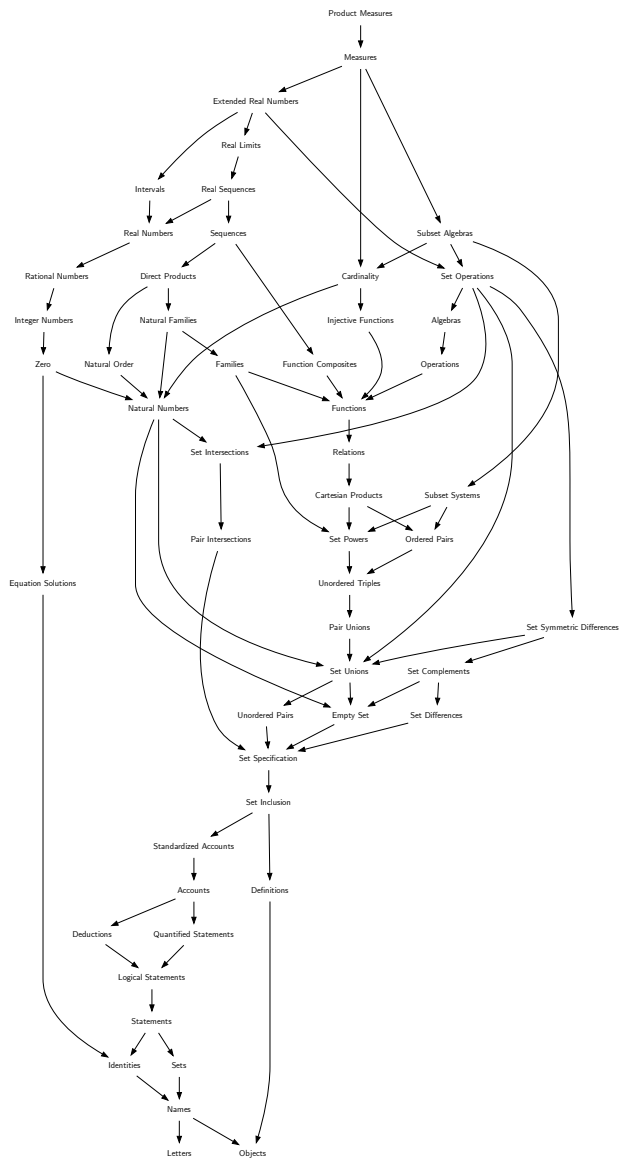 Product Measures
Measures
Extended Real Numbers
Real Limits
Intervals
Real Sequences
Real Numbers
Sequences
Subset Algebras
Rational Numbers
Direct Products
Cardinality
Set Operations
Integer Numbers
Natural Families
Injective Functions
Algebras
Zero
Natural Order
Families
Function Composites
Operations
Natural Numbers
Functions
Set Intersections
Relations
Cartesian Products
Subset Systems
Pair Intersections
Set Powers
Ordered Pairs
Equation Solutions
Unordered Triples
Pair Unions
Set Symmetric Differences
Set Unions
Set Complements
Unordered Pairs
Empty Set
Set Differences
Set Specification
Set Inclusion
Standardized Accounts
Accounts
Definitions
Deductions
Quantified Statements
Logical Statements
Statements
Identities
Sets
Names
Letters
Objects